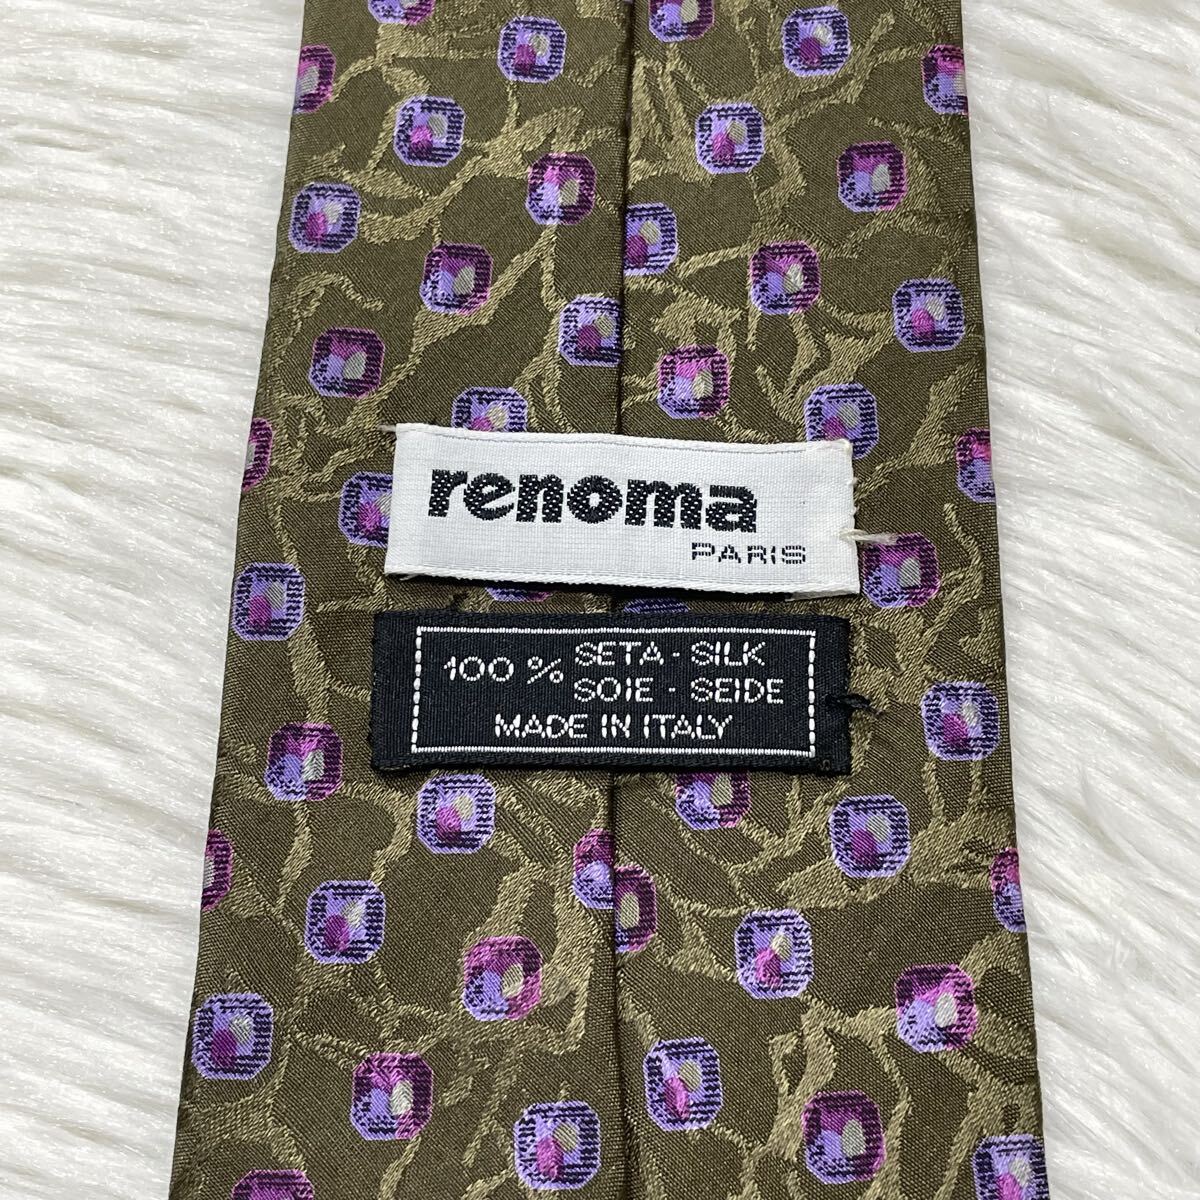 renoma
PARIS
100 % SETA - SILK
SOIE - SEIDE
MADE IN ITALY